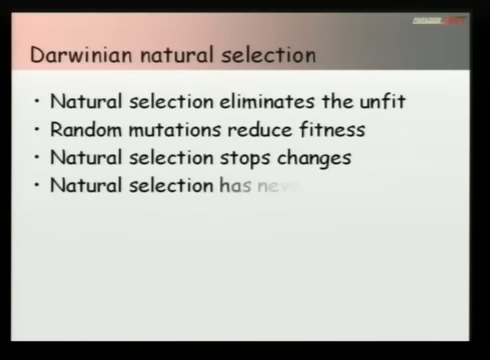 Darwinian natural selection
· Natural selection eliminates the unfit
· Random mutations reduce fitness
· Natural selection stops changes
· Natural selection has neve